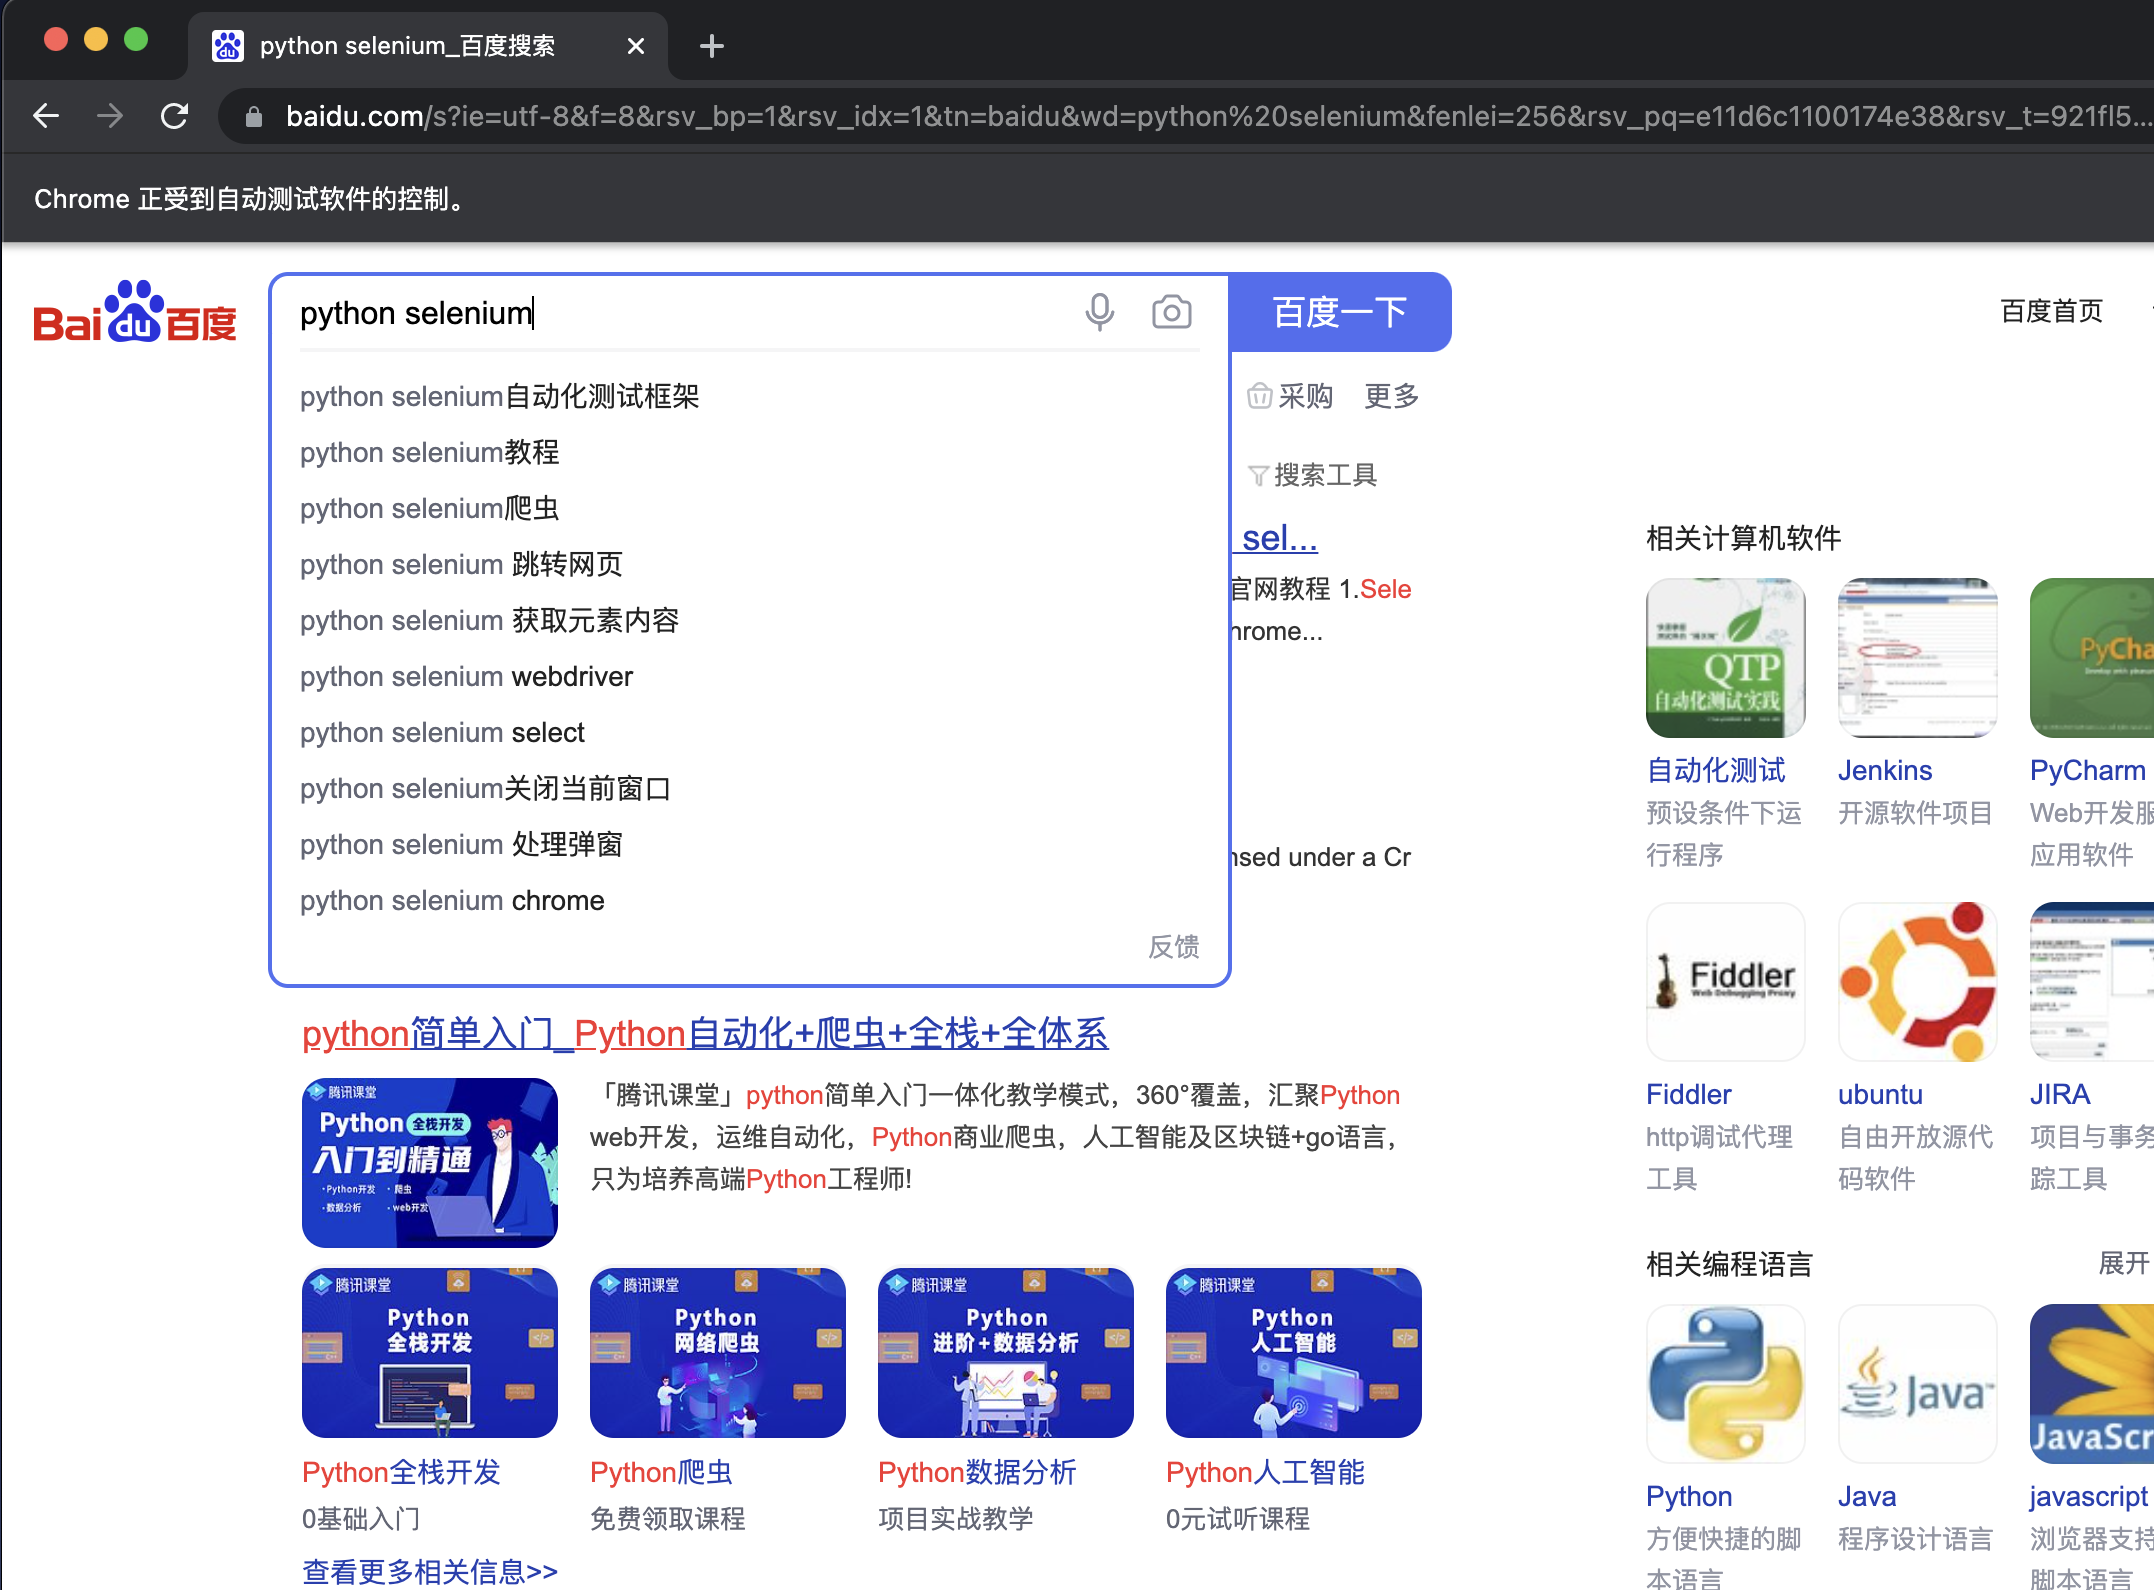 python selenium_百度搜索
baidu.com/s?ie=utf-8&f=8&rsv_bp=1&rsv_idx=1&tn=baidu&wd=python%20selenium&fenlei=256&rsv_pq=e11d6c1100174e38&rsv_t=921fl5...
Chrome 正受到自动测试软件的控制。
Bai du 百度
python selenium
百度一下
百度首页
python selenium自动化测试框架
python selenium教程
python selenium爬虫
python selenium 跳转网页
python selenium 获取元素内容
python selenium webdriver
python selenium select
python selenium关闭当前窗口
python selenium 处理弹窗
python selenium chrome
反馈
采购 更多
搜索工具
sel...
官网教程 1.Sele
hrome...
nsed under a Cr
python简单入门_Python自动化+爬虫+全栈+全体系
腾讯课堂
Python 全栈开发
入门到精通
·Python开发 ·爬虫
·数据分析 ·web开发
「腾讯课堂」python简单入门一体化教学模式，360°覆盖，汇聚Python
web开发，运维自动化，Python商业爬虫，人工智能及区块链+go语言，
只为培养高端Python工程师!
腾讯课堂
Python
全栈开发
腾讯课堂
Python
网络爬虫
腾讯课堂
Python
进阶+数据分析
腾讯课堂
Python
人工智能
Python全栈开发
0基础入门
Python爬虫
免费领取课程
Python数据分析
项目实战教学
Python人工智能
0元试听课程
查看更多相关信息>>
相关计算机软件
QTP
自动化测试实践
PyCha
自动化测试
预设条件下运
行程序
Jenkins
开源软件项目
PyCharm
Web开发服
应用软件
Fiddler
Web Debugging Proxy
Fiddler
http调试代理
工具
ubuntu
自由开放源代
码软件
JIRA
项目与事务
踪工具
相关编程语言
展开
Java
JavaScr
Python
方便快捷的脚
本语言
Java
程序设计语言
javascript
浏览器支持
脚本语言